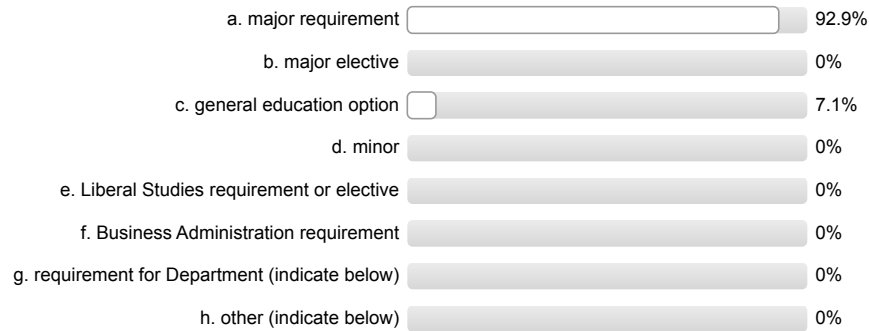 a. major requirement 92.9%
b. major elective 0%
c. general education option 7.1%
d. minor 0%
e. Liberal Studies requirement or elective 0%
f. Business Administration requirement 0%
g. requirement for Department (indicate below) 0%
h. other (indicate below) 0%